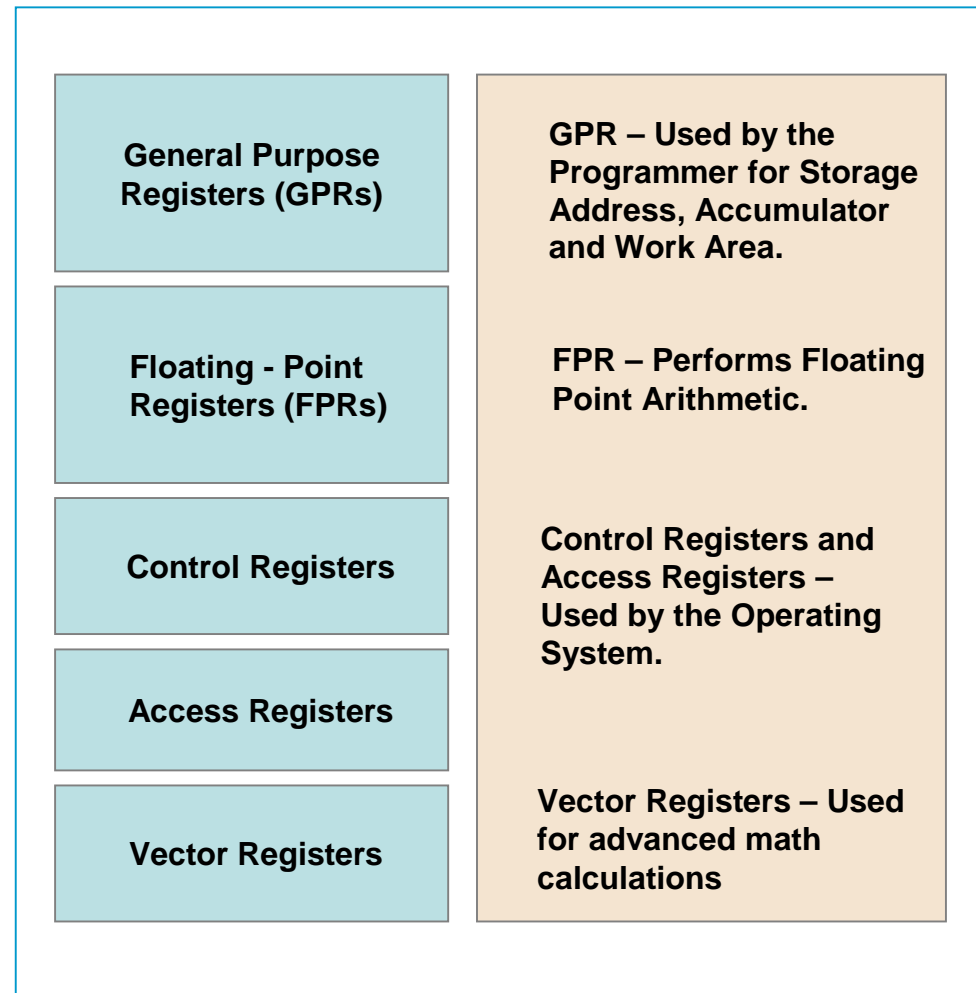 General Purpose
Registers (GPRs)
GPR – Used by the
Programmer for Storage
Address, Accumulator
and Work Area.
Floating - Point
Registers (FPRs)
FPR – Performs Floating
Point Arithmetic.
Control Registers
Control Registers and
Access Registers –
Used by the Operating
System.
Access Registers
Vector Registers
Vector Registers – Used
for advanced math
calculations